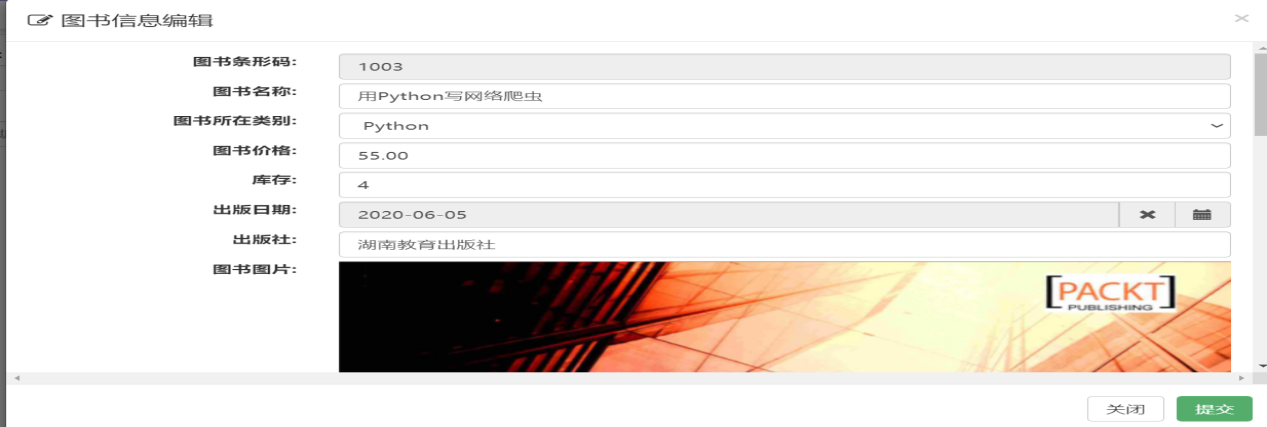 图书信息编辑 ×
图书条形码: 1003
图书名称: 用Python写网络爬虫
图书所在类别: Python
图书价格: 55.00
库存: 4
出版日期: 2020-06-05
出版社: 湖南教育出版社
图书图片:
[PACKT]
PUBLISHING
关闭 提交